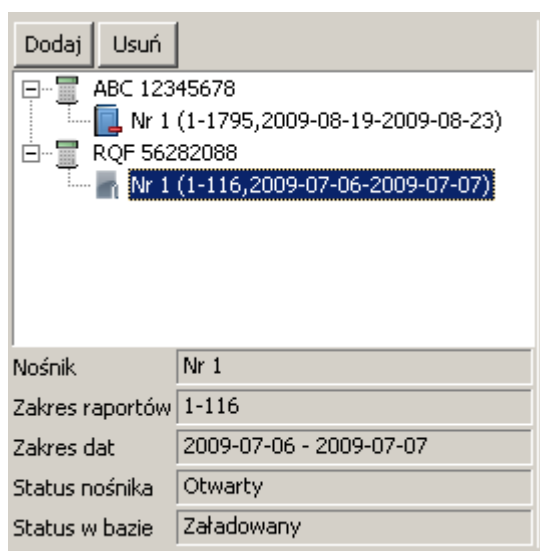 Dodaj Usuń
ABC 12345678
Nr 1 (1-1795,2009-08-19-2009-08-23)
RQF 56282088
Nr 1 (1-116,2009-07-06-2009-07-07)
Nośnik Nr 1
Zakres raportów 1-116
Zakres dat 2009-07-06 - 2009-07-07
Status nośnika Otwarty
Status w bazie Załadowany